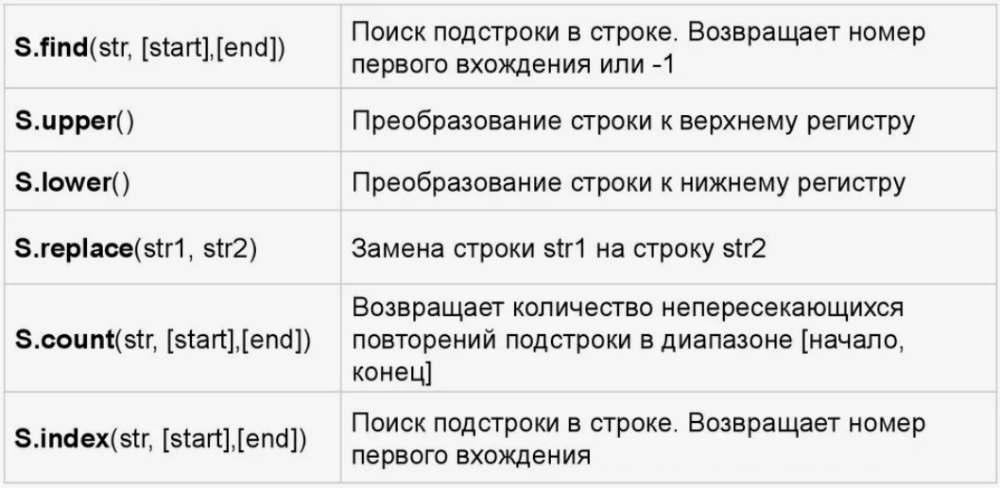 S.find(str, [start],[end])
Поиск подстроки в строке. Возвращает номер
первого вхождения или -1
S.upper()
Преобразование строки к верхнему регистру
S.lower()
Преобразование строки к нижнему регистру
S.replace(str1, str2)
Замена строки str1 на строку str2
S.count(str, [start],[end])
Возвращает количество непересекающихся
повторений подстроки в диапазоне [начало,
конец]
S.index(str, [start],[end])
Поиск подстроки в строке. Возвращает номер
первого вхождения